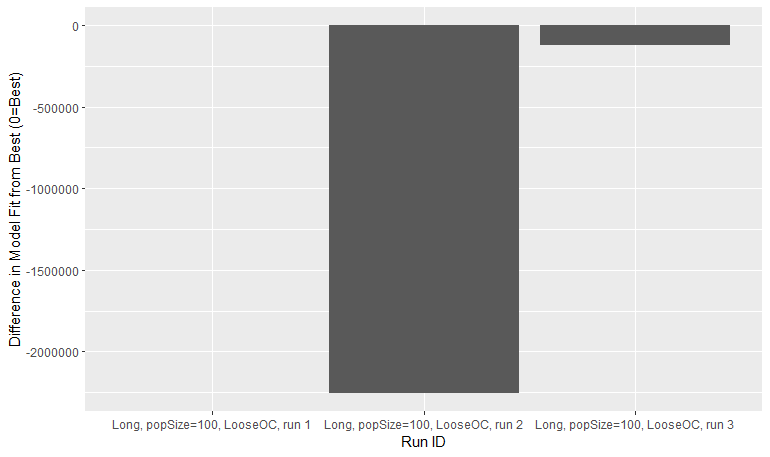 Difference in Model Fit from Best (0=Best)
0
-500000
-1000000
-1500000
-2000000
Long, popSize=100, LooseOC, run 1
Long, popSize=100, LooseOC, run 2
Long, popSize=100, LooseOC, run 3
Run ID